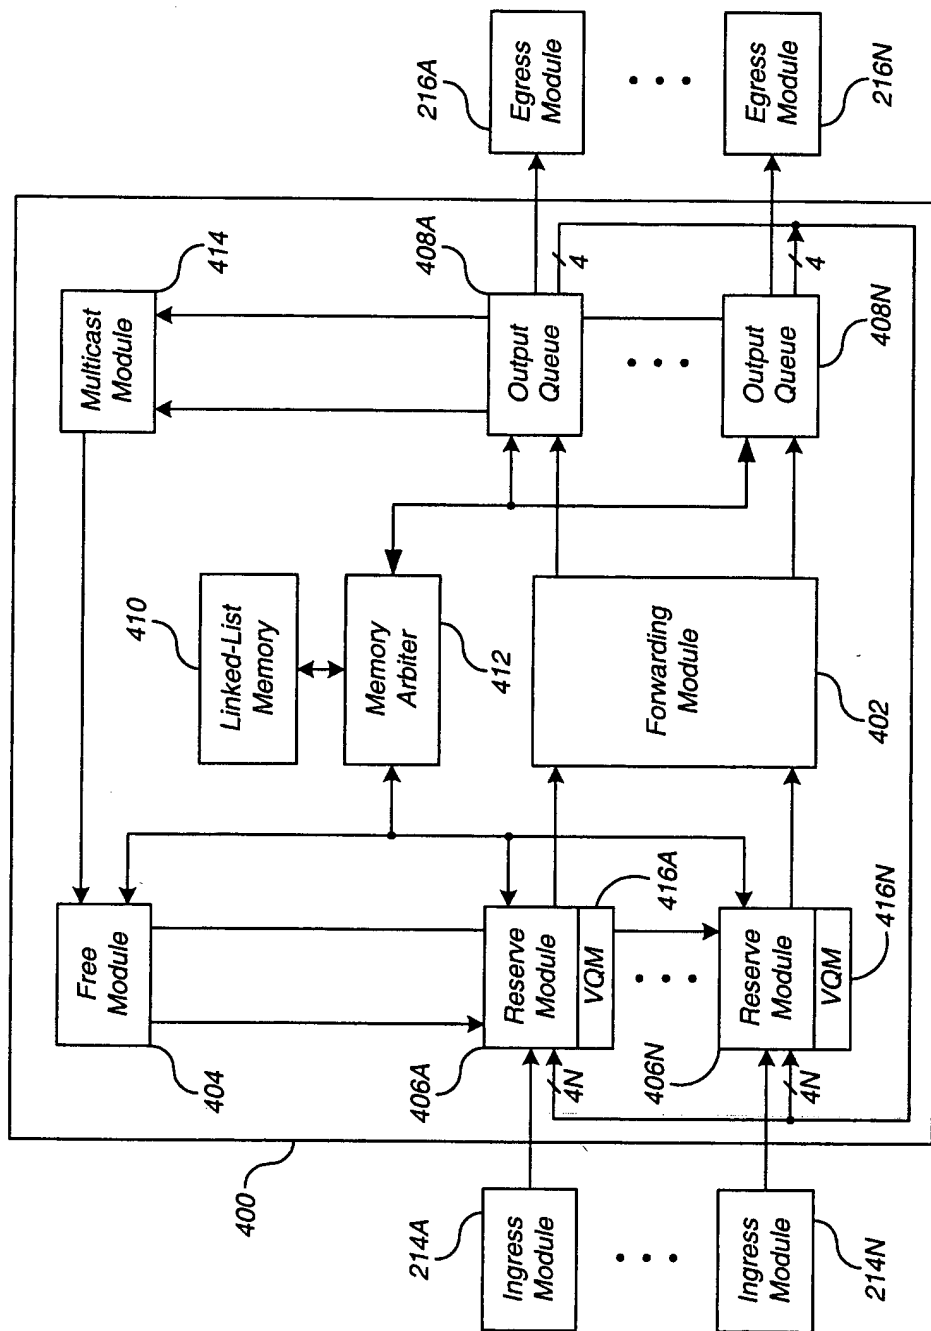 400
404
Free
Module
Multicast
Module
414
410
Linked-List
Memory
Memory
Arbiter
412
214A
Ingress
Module
406A
Reserve
Module
VQM
416A
4N
Forwarding
Module
402
408A
Output
Queue
4
216A
Egress
Module
214N
Ingress
Module
406N
Reserve
Module
VQM
416N
4N
Output
Queue
408N
4
Egress
Module
216N